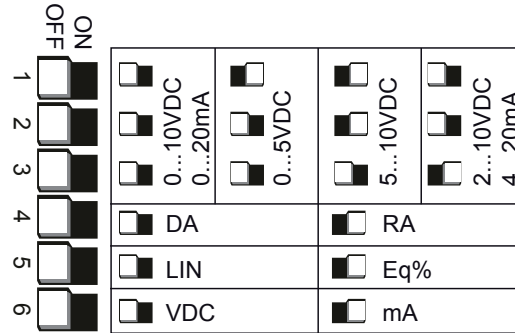 ON
OFF
1
2
3
4
5
6
0...10VDC
0...20mA
0...5VDC
5...10VDC
2...10VDC
4...20mA
DA
RA
LIN
Eq%
VDC
mA